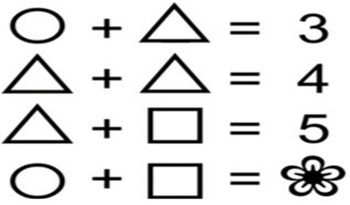 ○ + △ = 3
△ + △ = 4
△ + □ = 5
○ + □ =